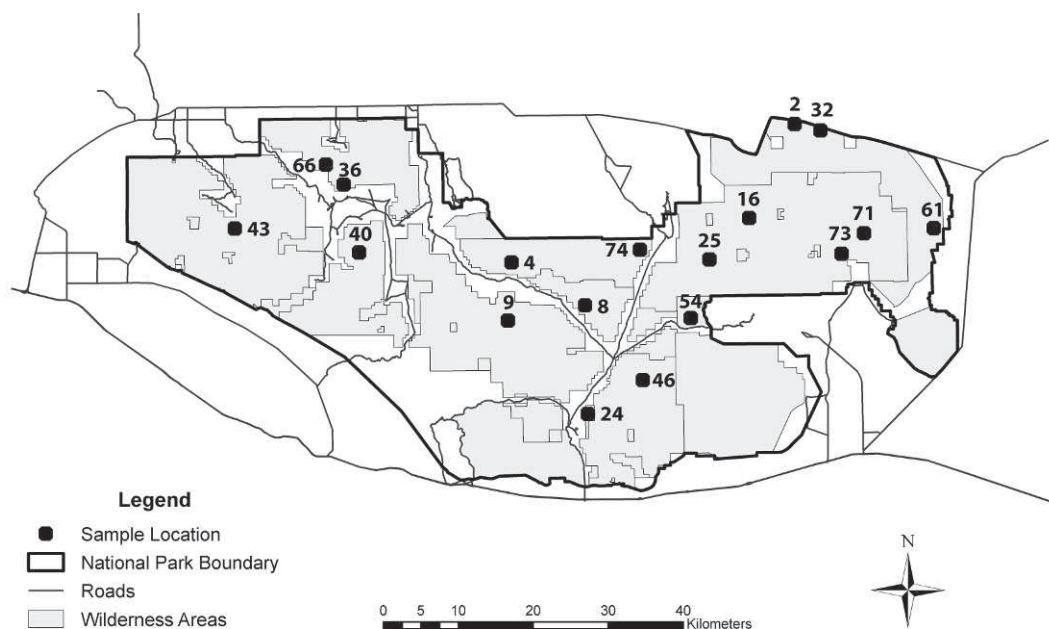 2
32
66
36
16
71
61
43
40
74
25
73
4
9
8
54
46
24
Legend
Sample Location
National Park Boundary
Roads
Wilderness Areas
N
0 5 10 20 30 40
Kilometers